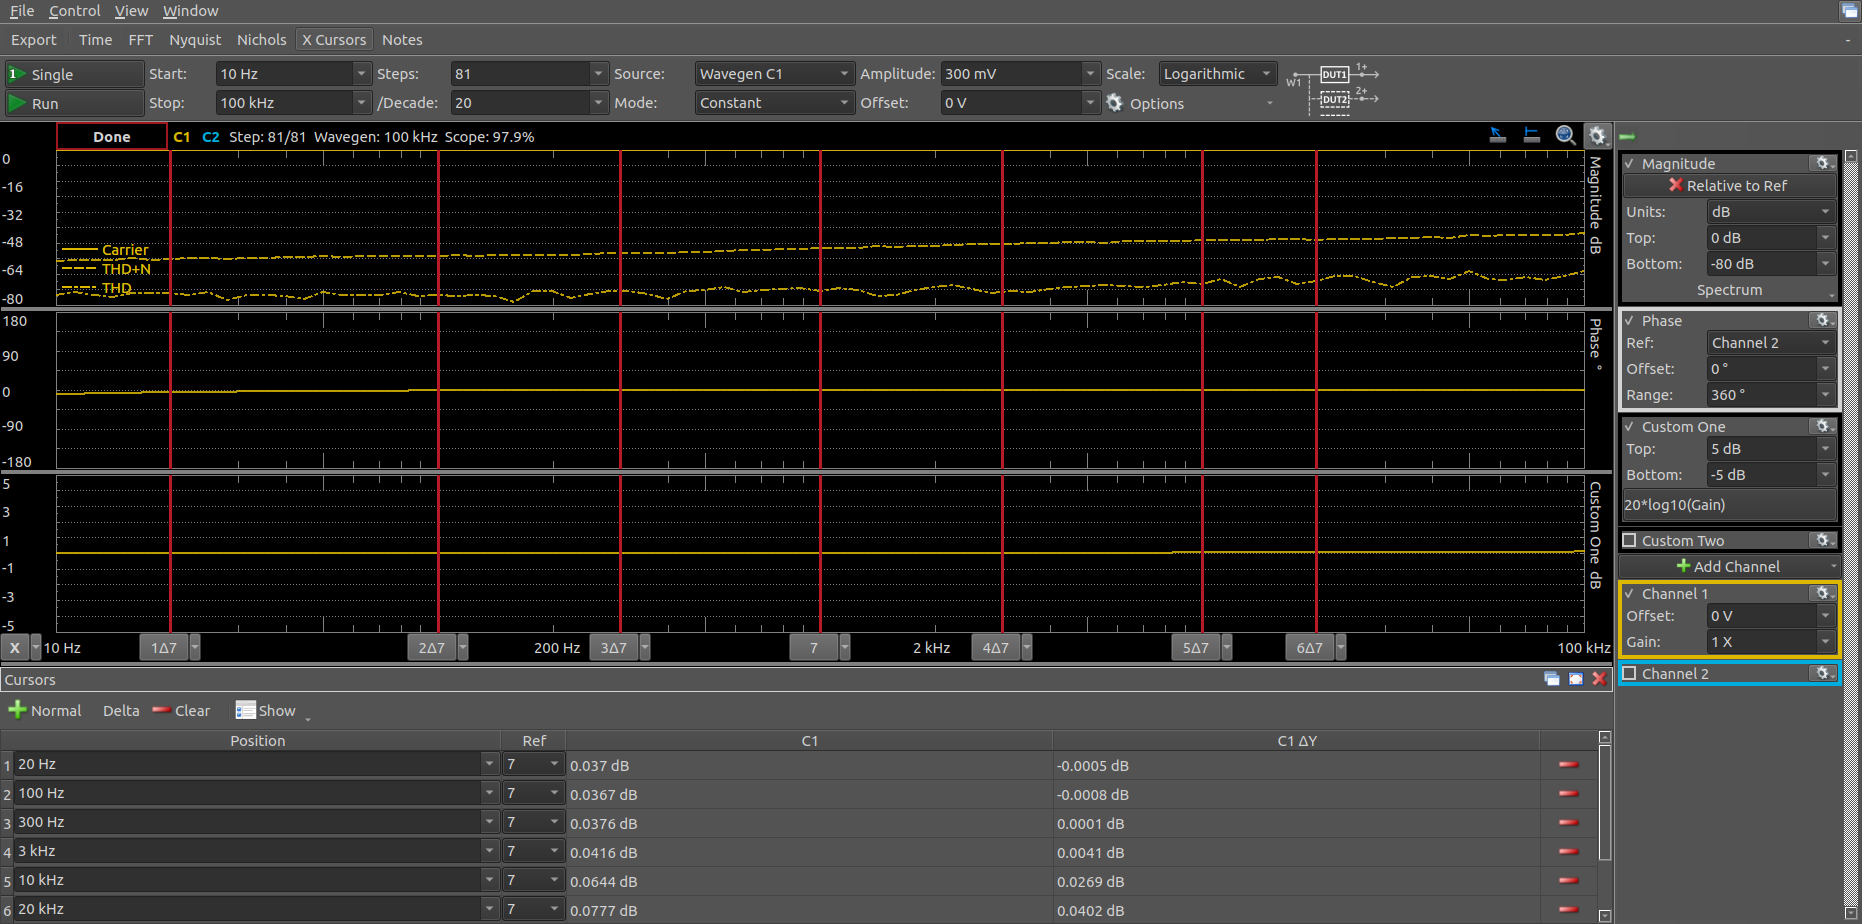 File Control View Window
Export Time FFT Nyquist Nichols X Cursors Notes
1 Single Start: 10 Hz Steps: 81 Source: Wavegen C1 Amplitude: 300 mV Scale: Logarithmic
Run Stop: 100 kHz /Decade: 20 Mode: Constant Offset: 0 V Options
W1 DUT1 1+
DUT2 2+
Done C1 C2 Step: 81/81 Wavegen: 100 kHz Scope: 97.9%
0
-16
-32
-48
-64
-80
Carrier
THD+N
THD
Magnitude dB
180
90
0
-90
-180
Phase °
5
3
1
-1
-3
-5
Custom One dB
X 10 Hz 1Δ7 2Δ7 200 Hz 3Δ7 7 2 kHz 4Δ7 5Δ7 6Δ7 100 kHz
Magnitude
Relative to Ref
Units: dB
Top: 0 dB
Bottom: -80 dB
Spectrum
Phase
Ref: Channel 2
Offset: 0 °
Range: 360 °
Custom One
Top: 5 dB
Bottom: -5 dB
20*log10(Gain)
Custom Two
Add Channel
Channel 1
Offset: 0 V
Gain: 1 X
Channel 2
Cursors
Normal Delta Clear Show
Position Ref C1 C1 ΔY
1 20 Hz 7 0.037 dB -0.0005 dB
2 100 Hz 7 0.0367 dB -0.0008 dB
3 300 Hz 7 0.0376 dB 0.0001 dB
4 3 kHz 7 0.0416 dB 0.0041 dB
5 10 kHz 7 0.0644 dB 0.0269 dB
6 20 kHz 7 0.0777 dB 0.0402 dB